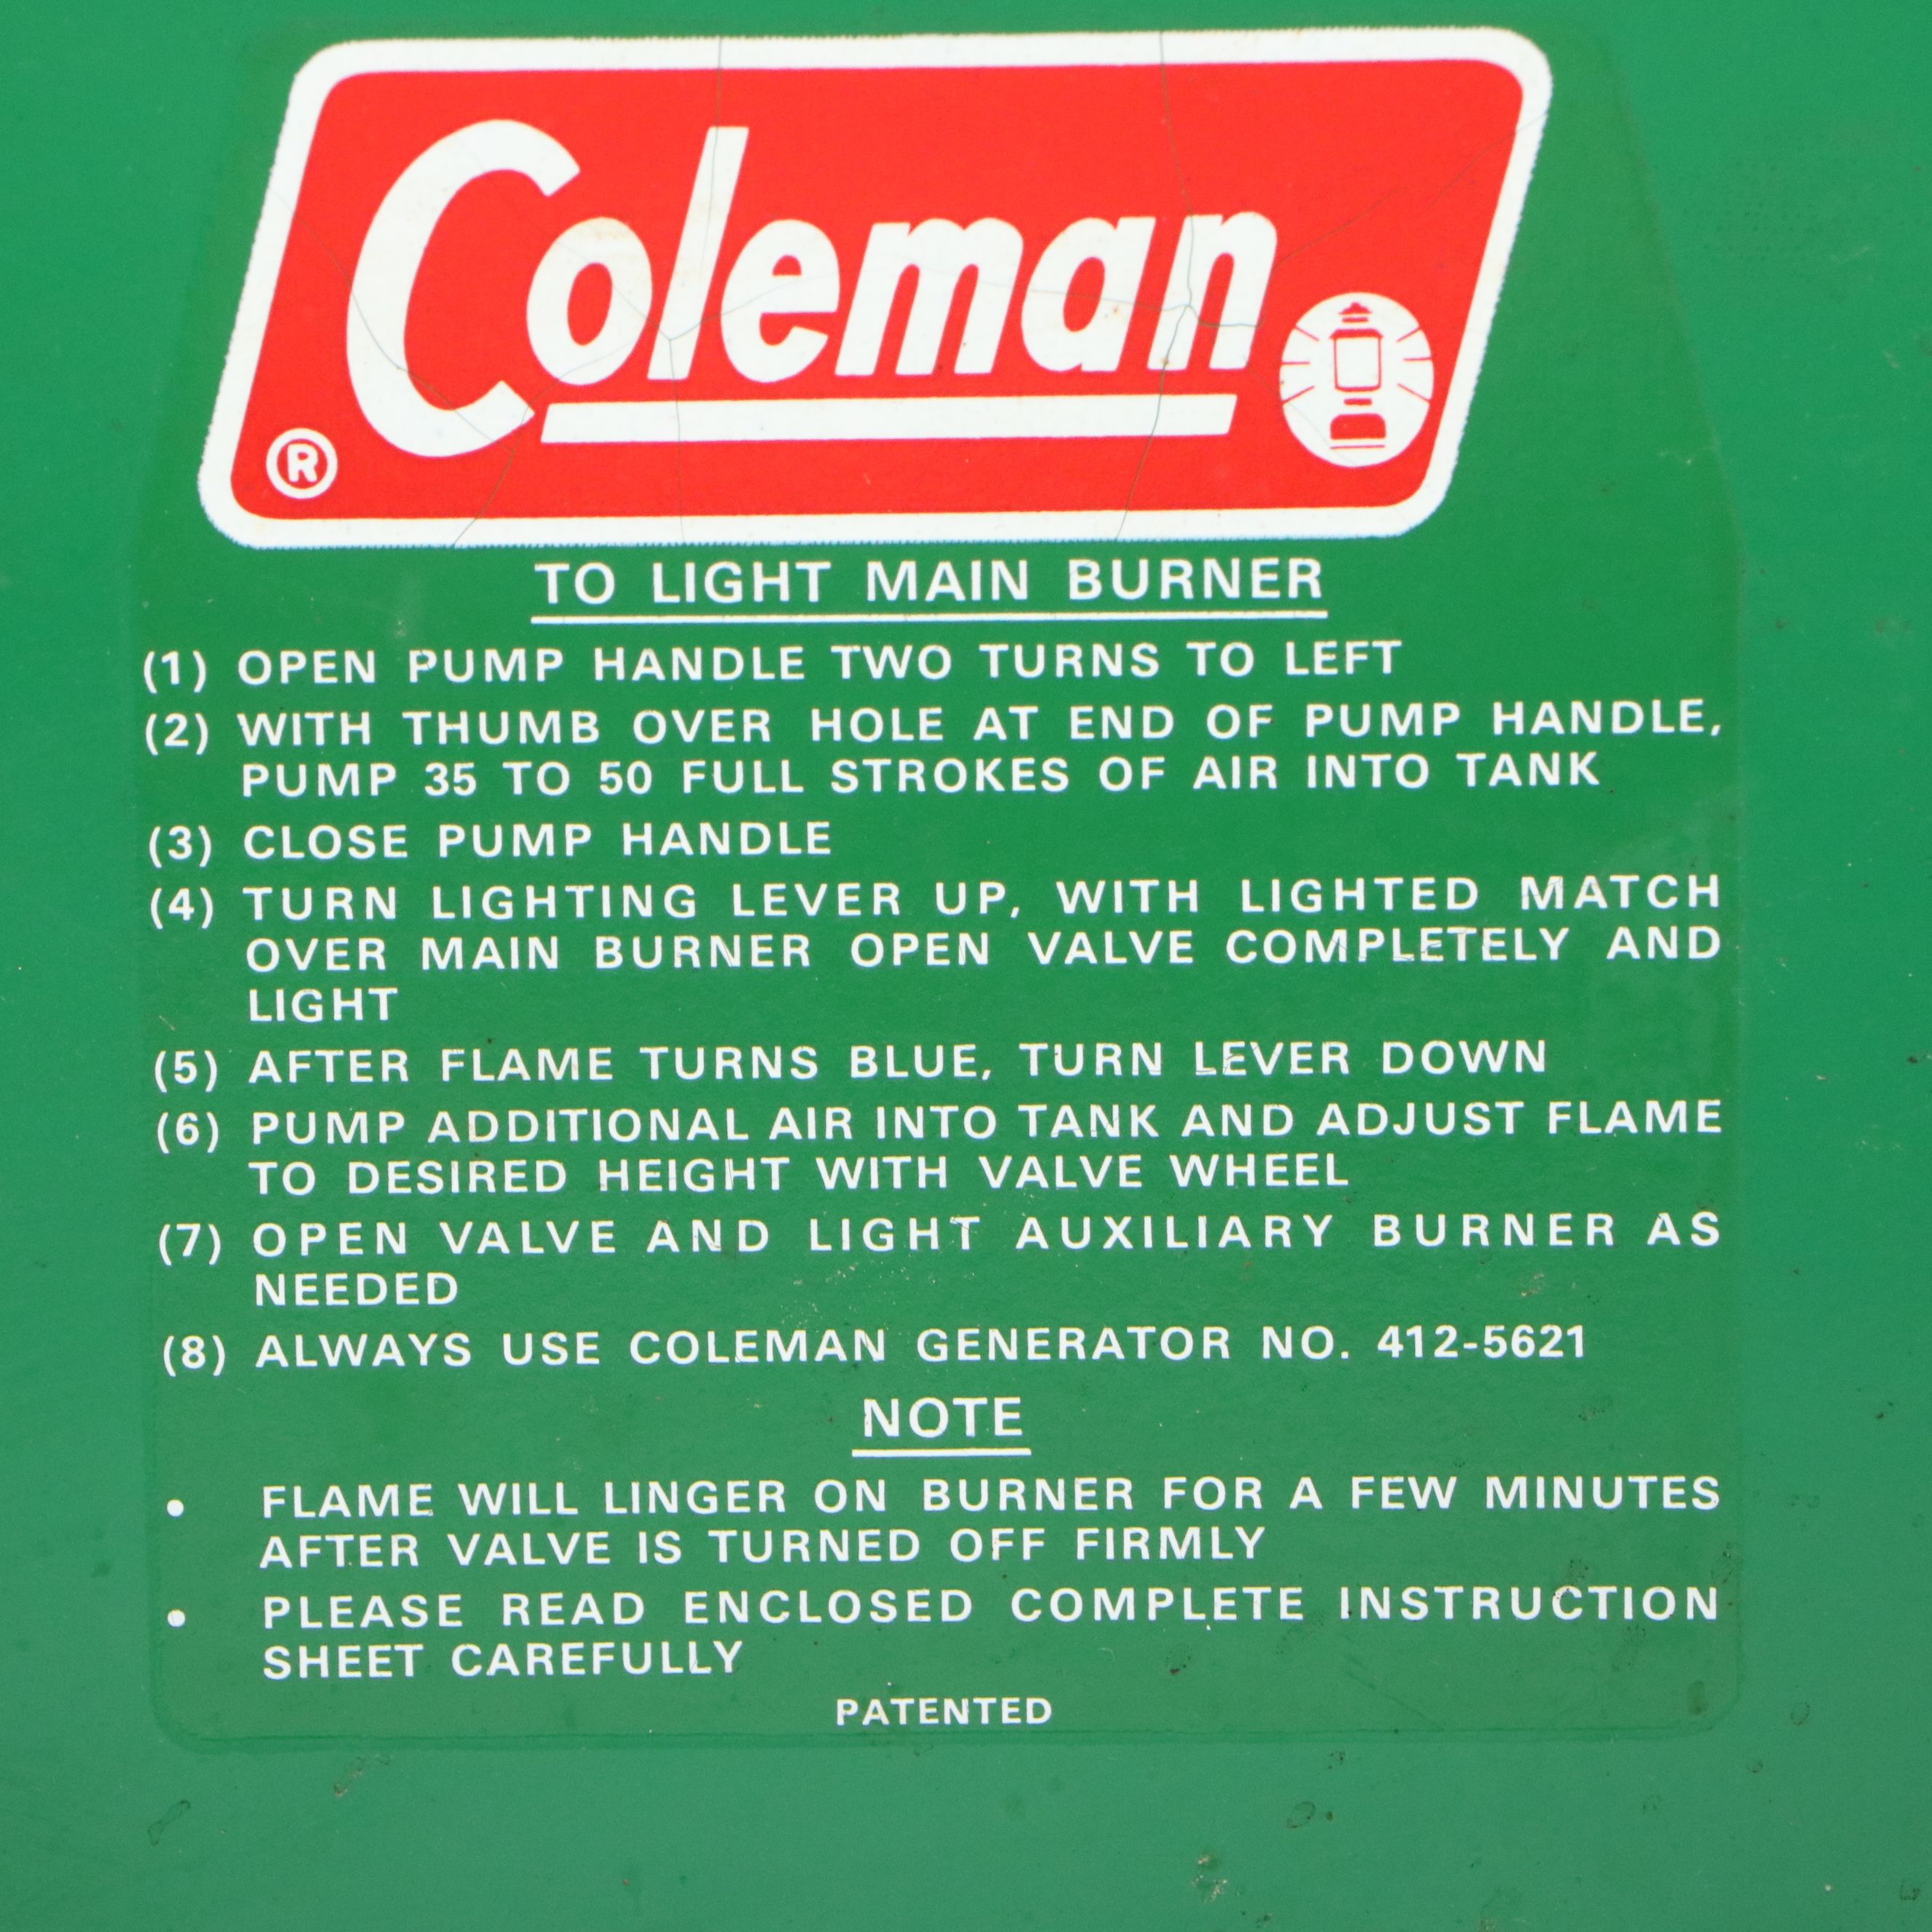 Coleman
®
TO LIGHT MAIN BURNER
(1) OPEN PUMP HANDLE TWO TURNS TO LEFT
(2) WITH THUMB OVER HOLE AT END OF PUMP HANDLE,
PUMP 35 TO 50 FULL STROKES OF AIR INTO TANK
(3) CLOSE PUMP HANDLE
(4) TURN LIGHTING LEVER UP, WITH LIGHTED MATCH
OVER MAIN BURNER OPEN VALVE COMPLETELY AND
LIGHT
(5) AFTER FLAME TURNS BLUE, TURN LEVER DOWN
(6) PUMP ADDITIONAL AIR INTO TANK AND ADJUST FLAME
TO DESIRED HEIGHT WITH VALVE WHEEL
(7) OPEN VALVE AND LIGHT AUXILIARY BURNER AS
NEEDED
(8) ALWAYS USE COLEMAN GENERATOR NO. 412-5621
NOTE
• FLAME WILL LINGER ON BURNER FOR A FEW MINUTES
AFTER VALVE IS TURNED OFF FIRMLY
• PLEASE READ ENCLOSED COMPLETE INSTRUCTION
SHEET CAREFULLY
PATENTED